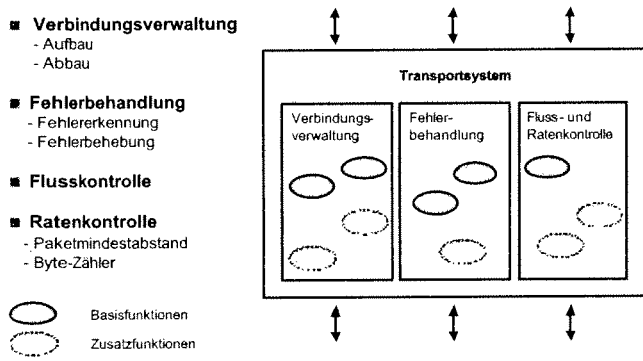 Verbindungsverwaltung
- Aufbau
- Abbau
Fehlerbehandlung
- Fehlererkennung
- Fehlerbehebung
Flusskontrolle
Ratenkontrolle
- Paketmindestabstand
- Byte-Zähler
Basisfunktionen
Zusatzfunktionen
Transportsystem
Verbindungs-
verwaltung
Fehler-
behandlung
Fluss- und
Ratenkontrolle